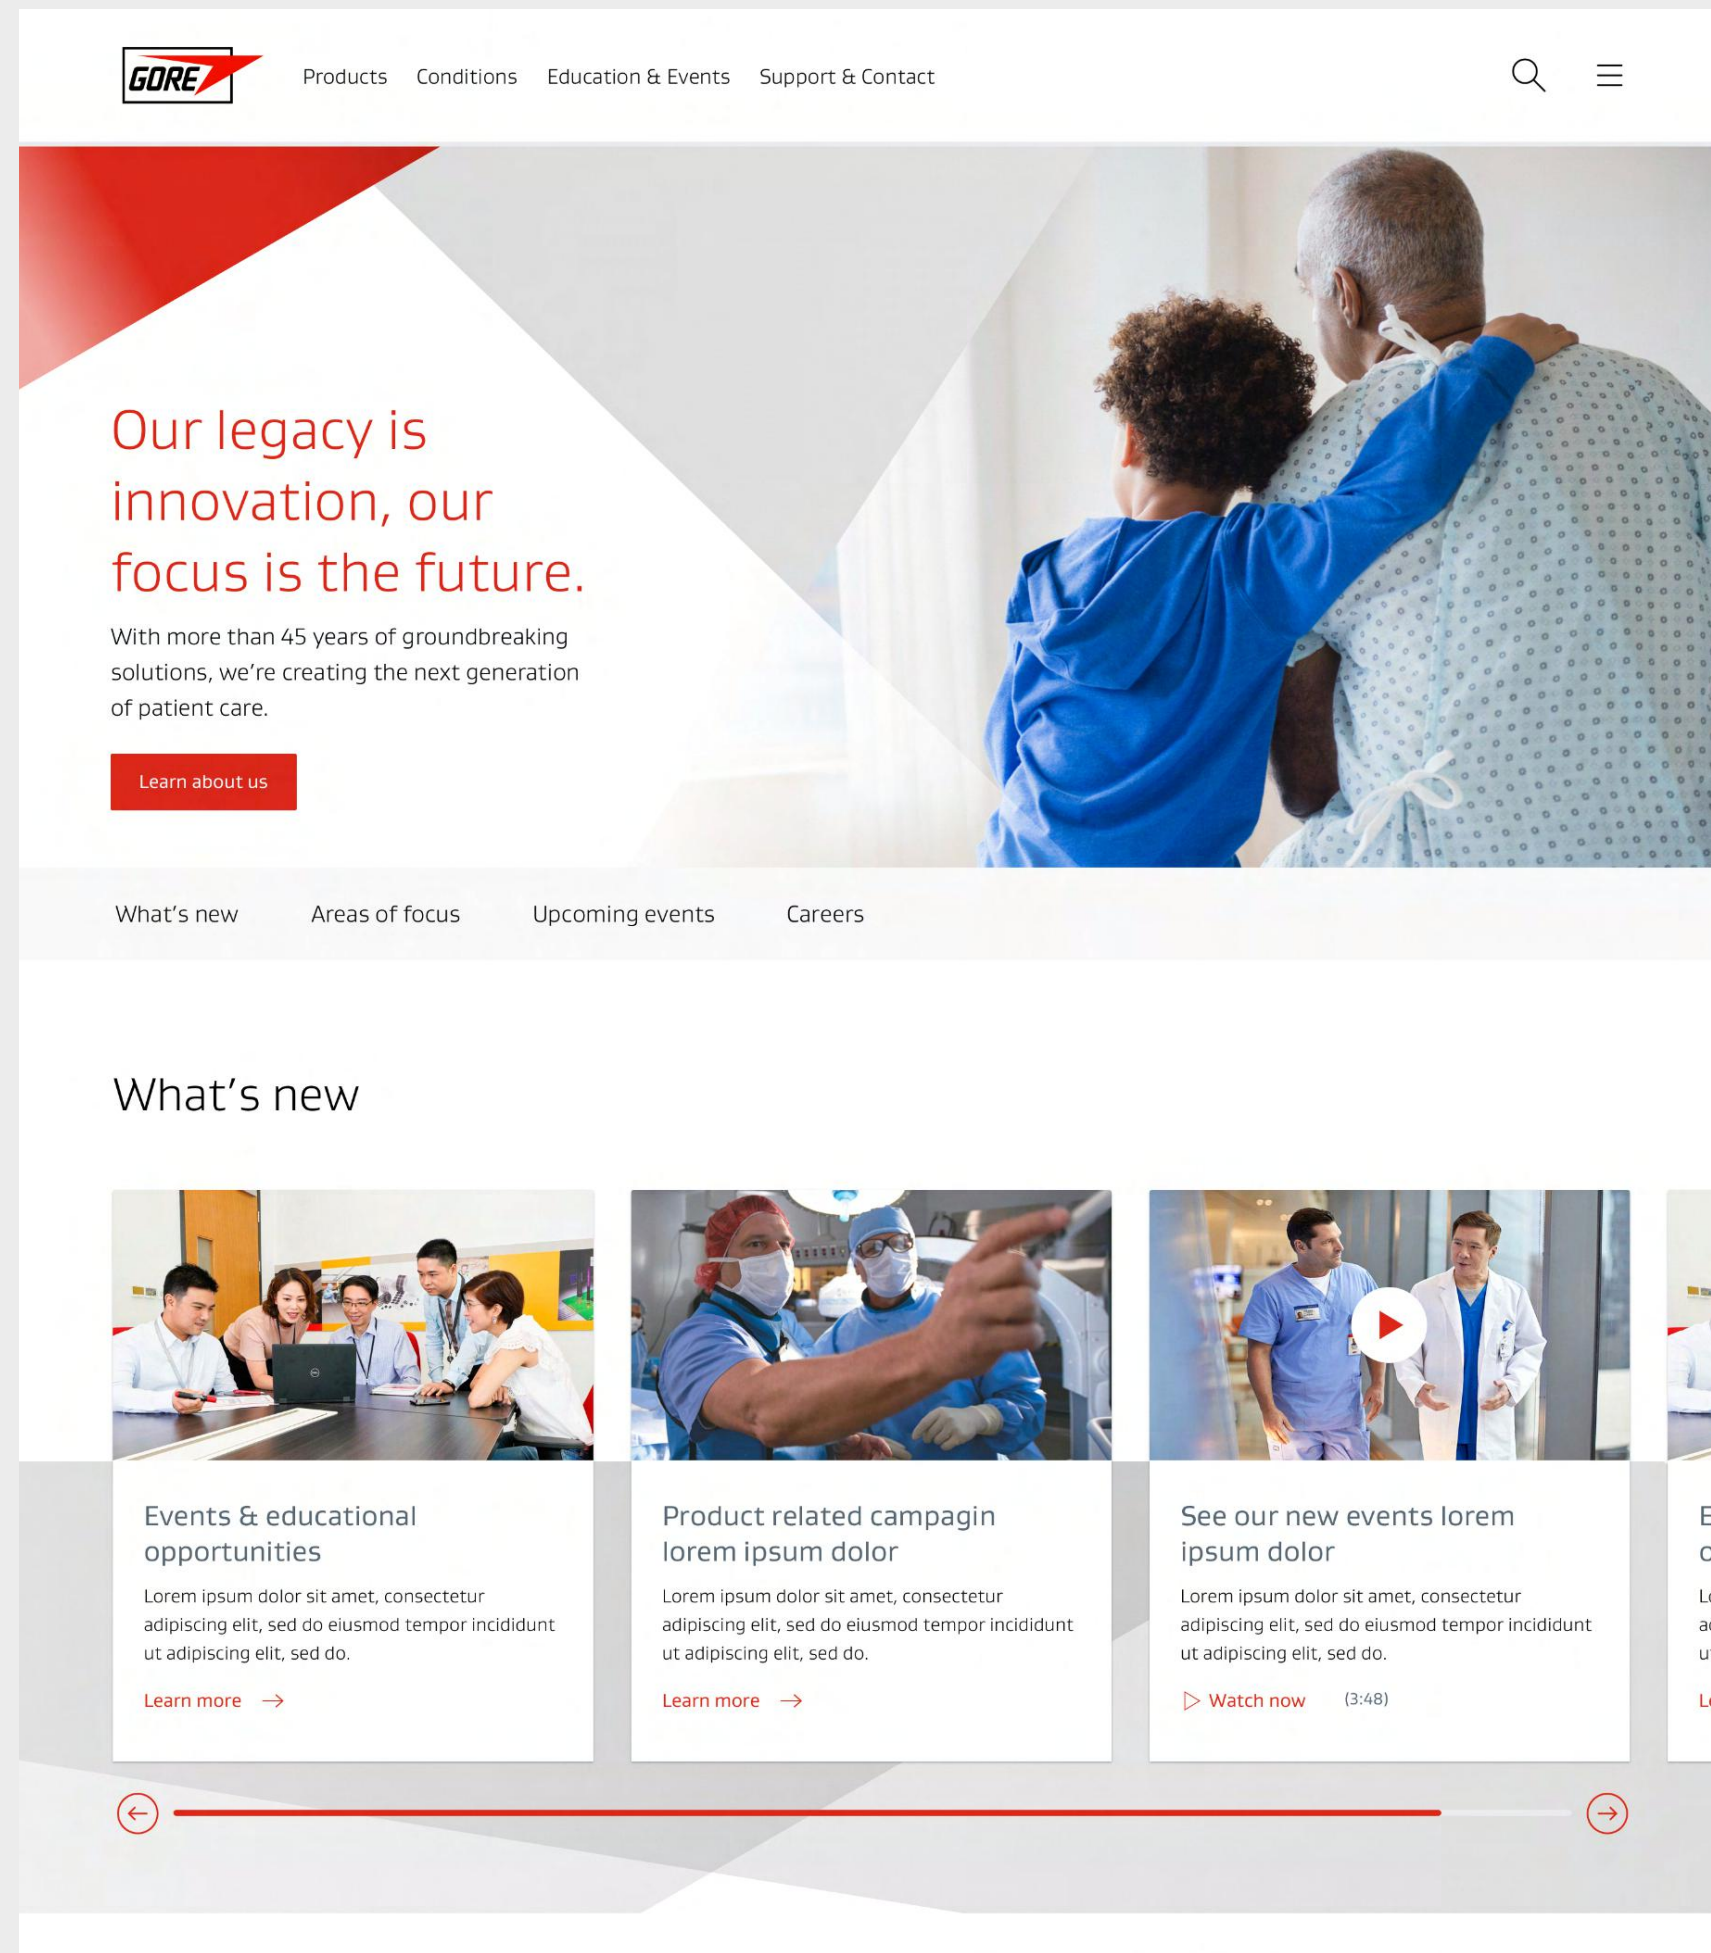 GORE
Products Conditions Education & Events Support & Contact
Our legacy is
innovation, our
focus is the future.
With more than 45 years of groundbreaking
solutions, we're creating the next generation
of patient care.
Learn about us
What's new Areas of focus Upcoming events Careers
What's new
Events & educational
opportunities
Lorem ipsum dolor sit amet, consectetur
adipiscing elit, sed do eiusmod tempor incididunt
ut adipiscing elit, sed do.
Learn more
Product related campagin
lorem ipsum dolor
Lorem ipsum dolor sit amet, consectetur
adipiscing elit, sed do eiusmod tempor incididunt
ut adipiscing elit, sed do.
Learn more
See our new events lorem
ipsum dolor
Lorem ipsum dolor sit amet, consectetur
adipiscing elit, sed do eiusmod tempor incididunt
ut adipiscing elit, sed do.
Watch now (3:48)